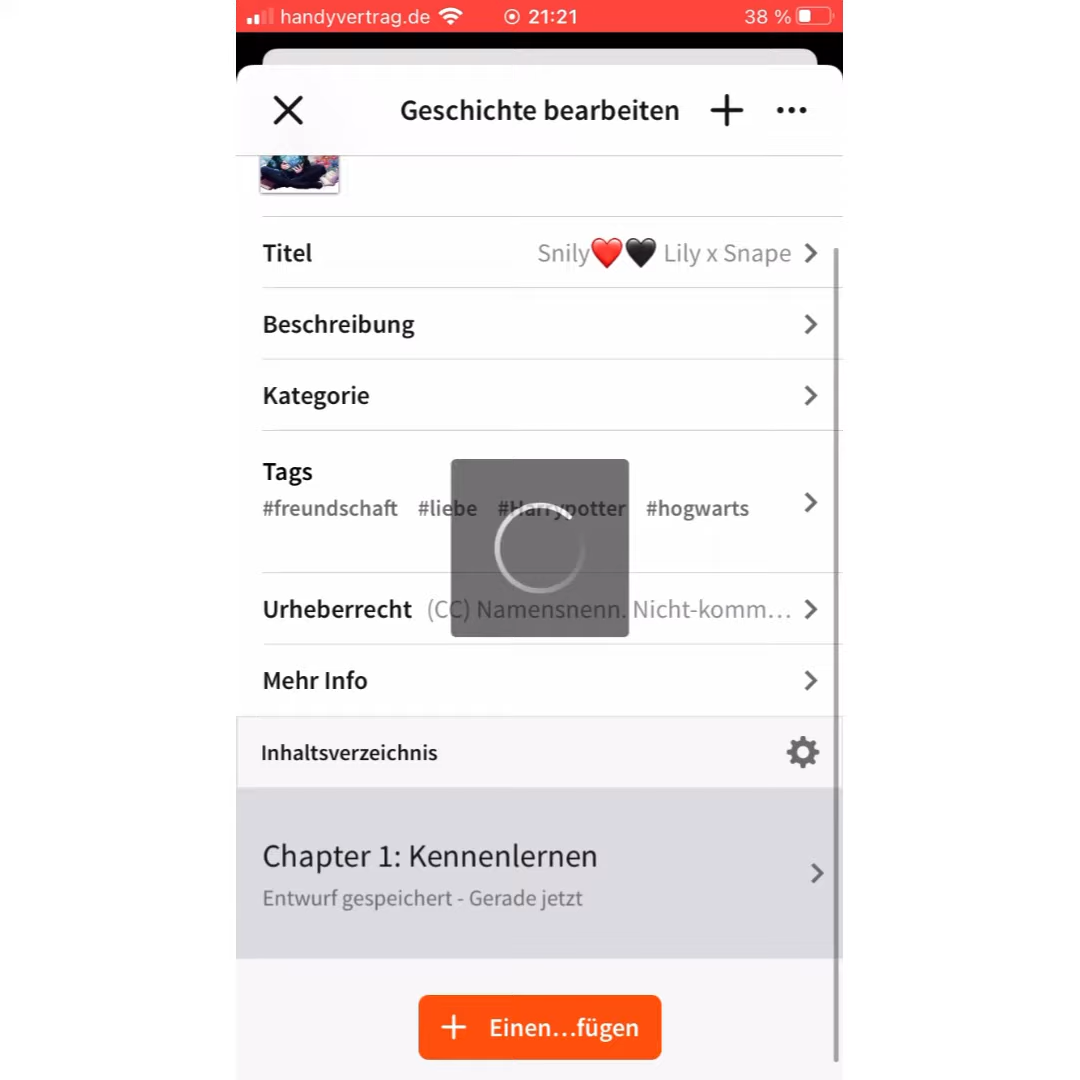 handyvertrag.de 21:21 38 %
Geschichte bearbeiten
Titel Snily❤️🖤 Lily x Snape
Beschreibung
Kategorie
Tags
#freundschaft #liebe #Harrypotter #hogwarts
Urheberrecht (CC) Namensnenn. Nicht-komm…
Mehr Info
Inhaltsverzeichnis
Chapter 1: Kennenlernen
Entwurf gespeichert - Gerade jetzt
+ Einen…fügen